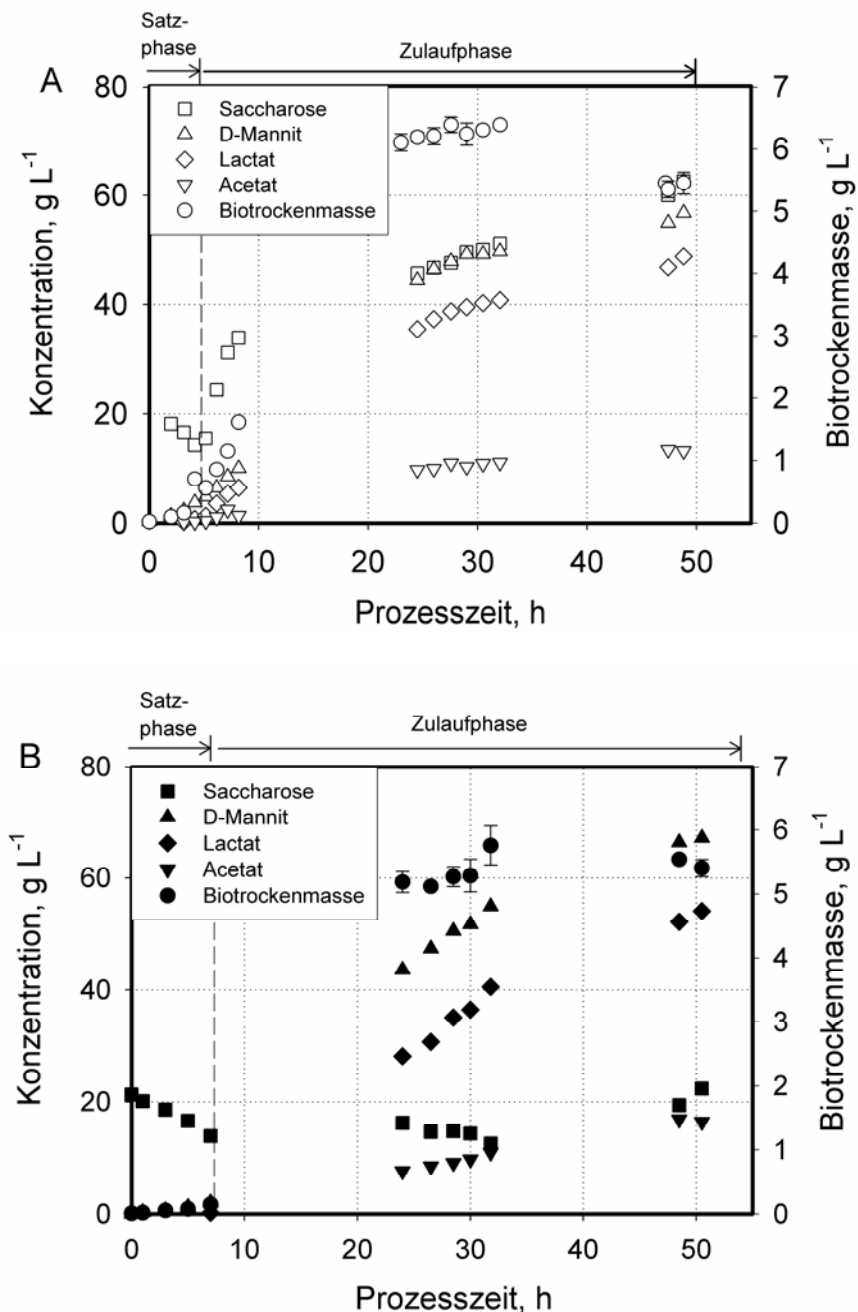 Satz-
phase
Zulaufphase
A
80
60
40
20
0
Konzentration, g L-1
Saccharose
D-Mannit
Lactat
Acetat
Biotrockenmasse
7
6
5
4
3
2
1
0
Biotrockenmasse, g L-1
0 10 20 30 40 50
Prozesszeit, h
Satz-
phase
Zulaufphase
B
80
60
40
20
0
Konzentration, g L-1
Saccharose
D-Mannit
Lactat
Acetat
Biotrockenmasse
7
6
5
4
3
2
1
0
Biotrockenmasse, g L-1
0 10 20 30 40 50
Prozesszeit, h